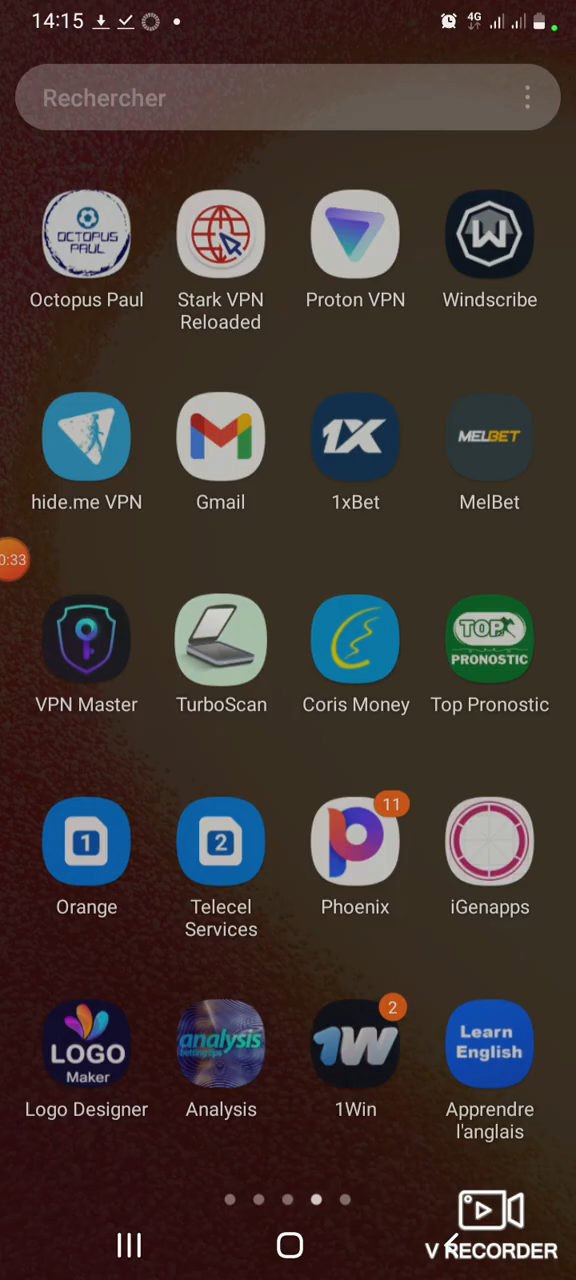 14:15
4G
Rechercher
OCTOPUS
PAUL
Octopus Paul
Stark VPN
Reloaded
Proton VPN
W
Windscribe
hide.me VPN
Gmail
1X
1xBet
MELBET
MelBet
0:33
VPN Master
TurboScan
Coris Money
TOP
PRONOSTIC
Top Pronostic
1
Orange
2
Telecel
Services
11
Phoenix
iGenapps
LOGO
Maker
Logo Designer
analysis
betting tips
Analysis
2
1W
1Win
Learn
English
Apprendre
l'anglais
V RECORDER